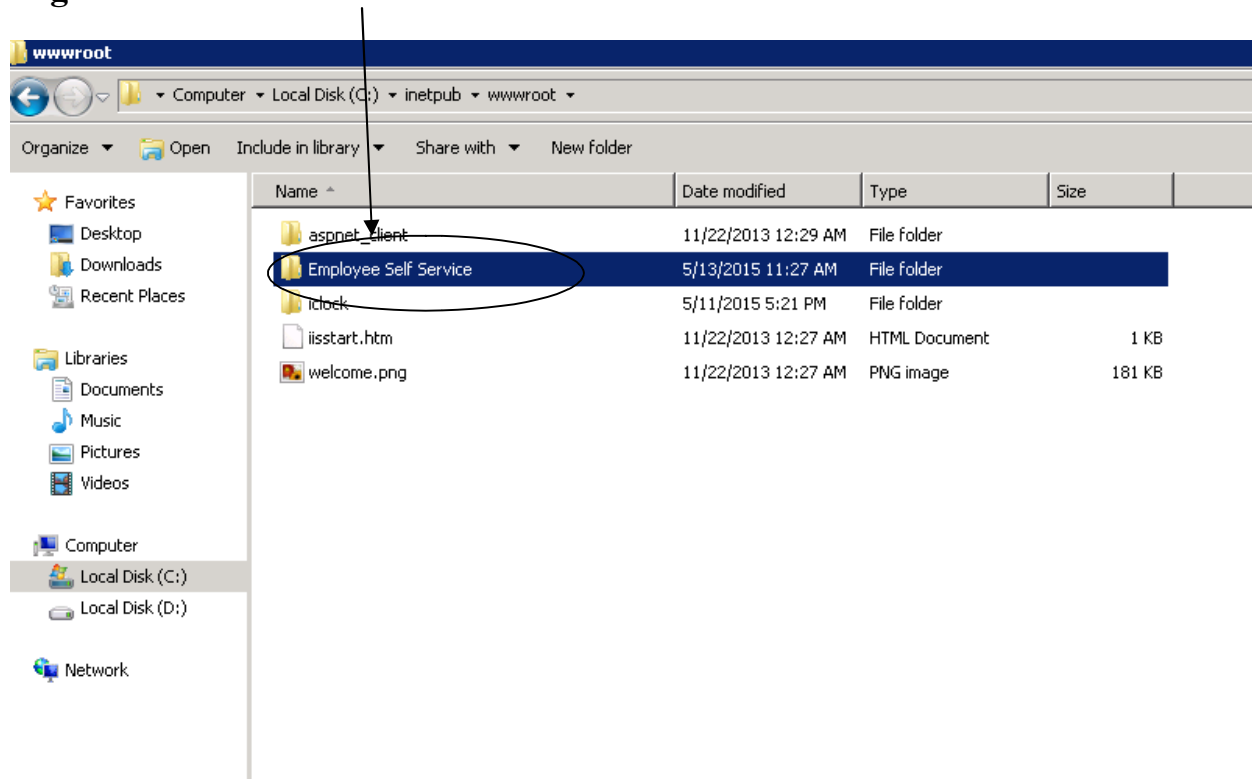 wwwroot
Computer Local Disk (C:) inetpub wwwroot
Organize Open Include in library Share with New folder
Name Date modified Type Size
Favorites
Desktop
Downloads
Recent Places
Libraries
Documents
Music
Pictures
Videos
Computer
Local Disk (C:)
Local Disk (D:)
Network
aspnet_client 11/22/2013 12:29 AM File folder
Employee Self Service 5/13/2015 11:27 AM File folder
iclock 5/11/2015 5:21 PM File folder
iisstart.htm 11/22/2013 12:27 AM HTML Document 1 KB
welcome.png 11/22/2013 12:27 AM PNG image 181 KB